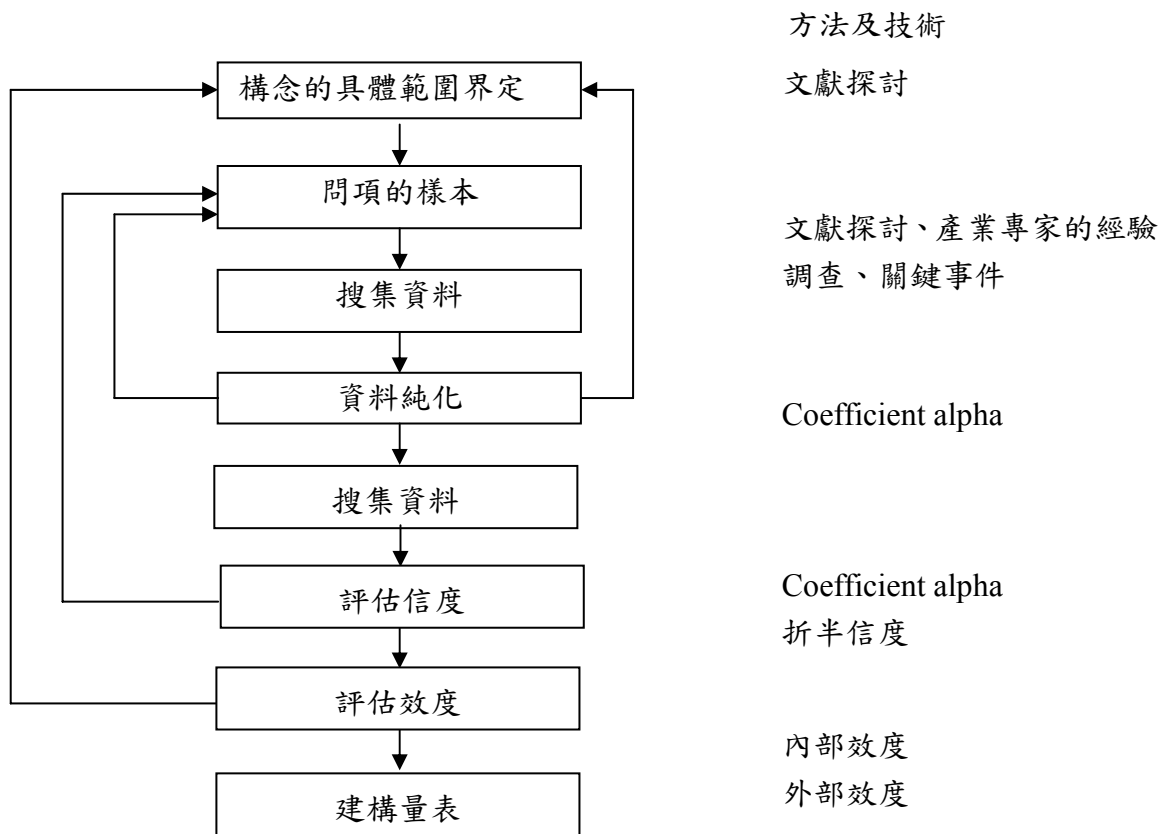 方法及技術
構念的具體範圍界定
文獻探討
問項的樣本
文獻探討、產業專家的經驗
調查、關鍵事件
搜集資料
資料純化
Coefficient alpha
搜集資料
Coefficient alpha
評估信度
折半信度
評估效度
內部效度
外部效度
建構量表